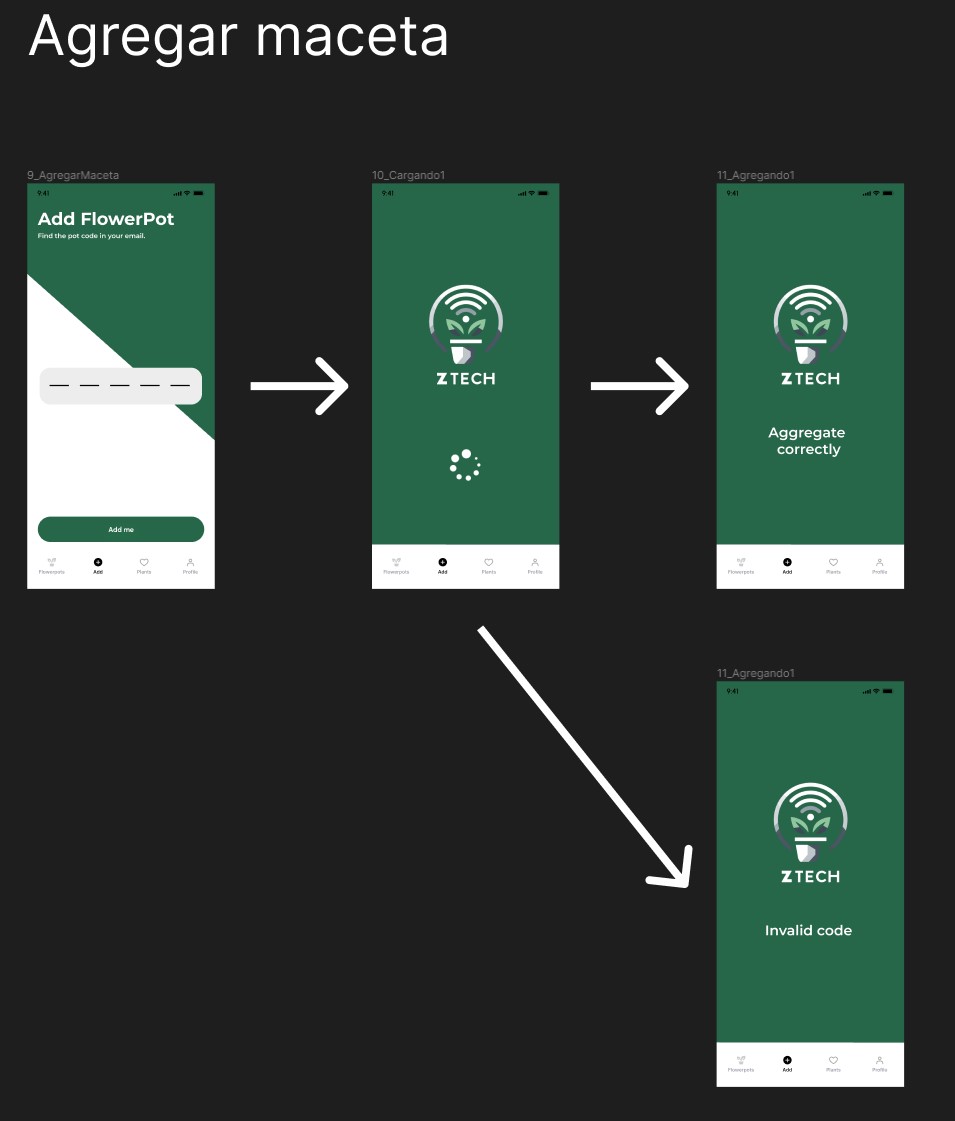 Agregar maceta
9_AgregarMaceta
9:41
Add FlowerPot
Find the pot code in your email.
Add me
Flowerpots Add Plants Profile
10_Cargando1
9:41
ZTECH
Flowerpots Add Plants Profile
11_Agregando1
9:41
ZTECH
Aggregate
correctly
Flowerpots Add Plants Profile
11_Agregando1
9:41
ZTECH
Invalid code
Flowerpots Add Plants Profile